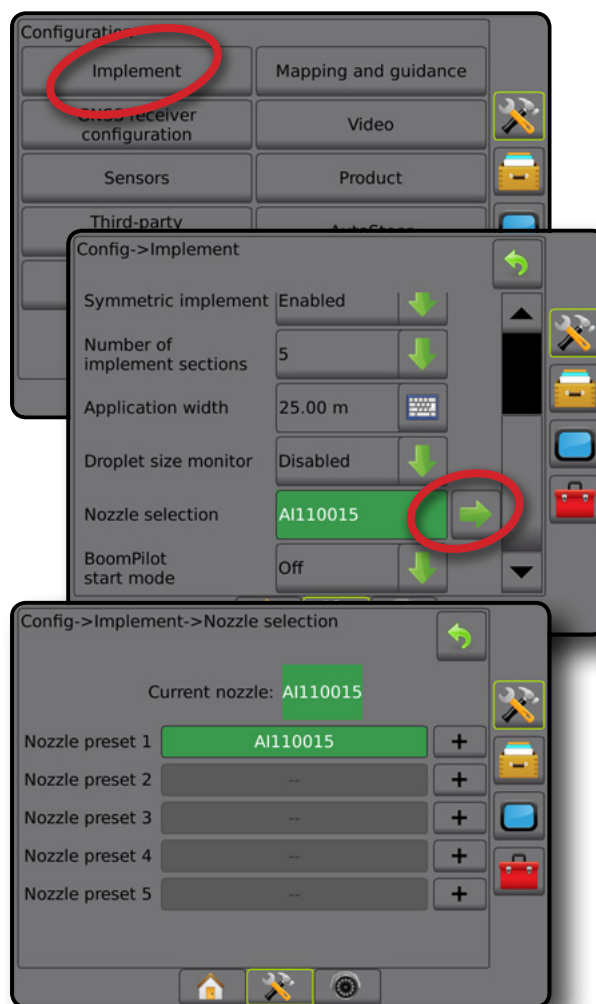 Configuration
Implement
Mapping and guidance
GNSS receiver
configuration
Video
Sensors
Product
Third-party
AutoSteer
Config->Implement
Symmetric implement Enabled
Number of
implement sections
5
Application width
25.00 m
Droplet size monitor
Disabled
Nozzle selection
AI110015
BoomPilot
start mode
Off
Config->Implement->Nozzle selection
Current nozzle: AI110015
Nozzle preset 1
AI110015
+
Nozzle preset 2
--
+
Nozzle preset 3
--
+
Nozzle preset 4
--
+
Nozzle preset 5
--
+